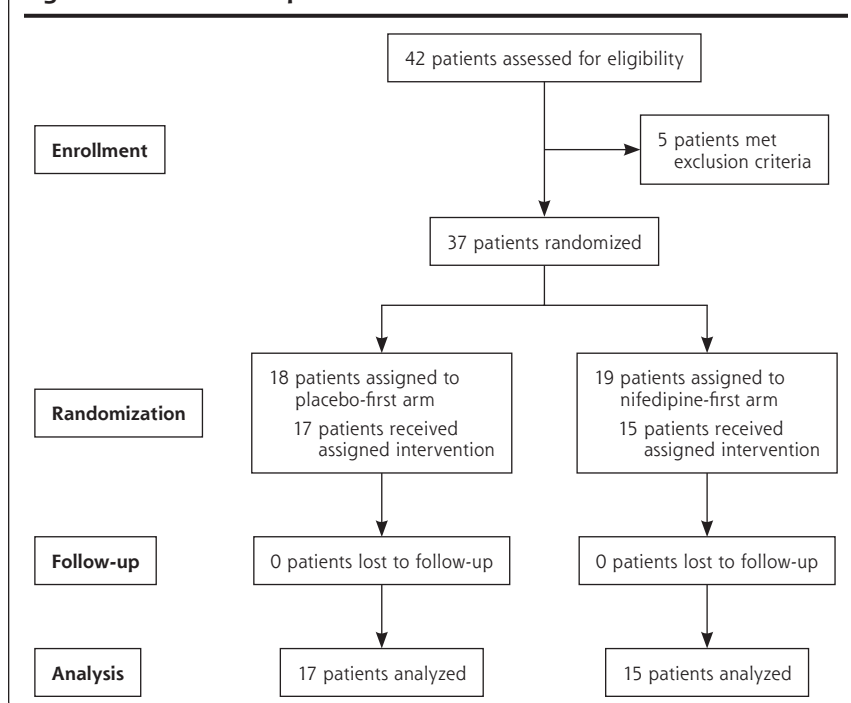 42 patients assessed for eligibility
Enrollment
5 patients met
exclusion criteria
37 patients randomized
Randomization
18 patients assigned to
placebo-first arm
17 patients received
assigned intervention
19 patients assigned to
nifedipine-first arm
15 patients received
assigned intervention
Follow-up
0 patients lost to follow-up
0 patients lost to follow-up
Analysis
17 patients analyzed
15 patients analyzed